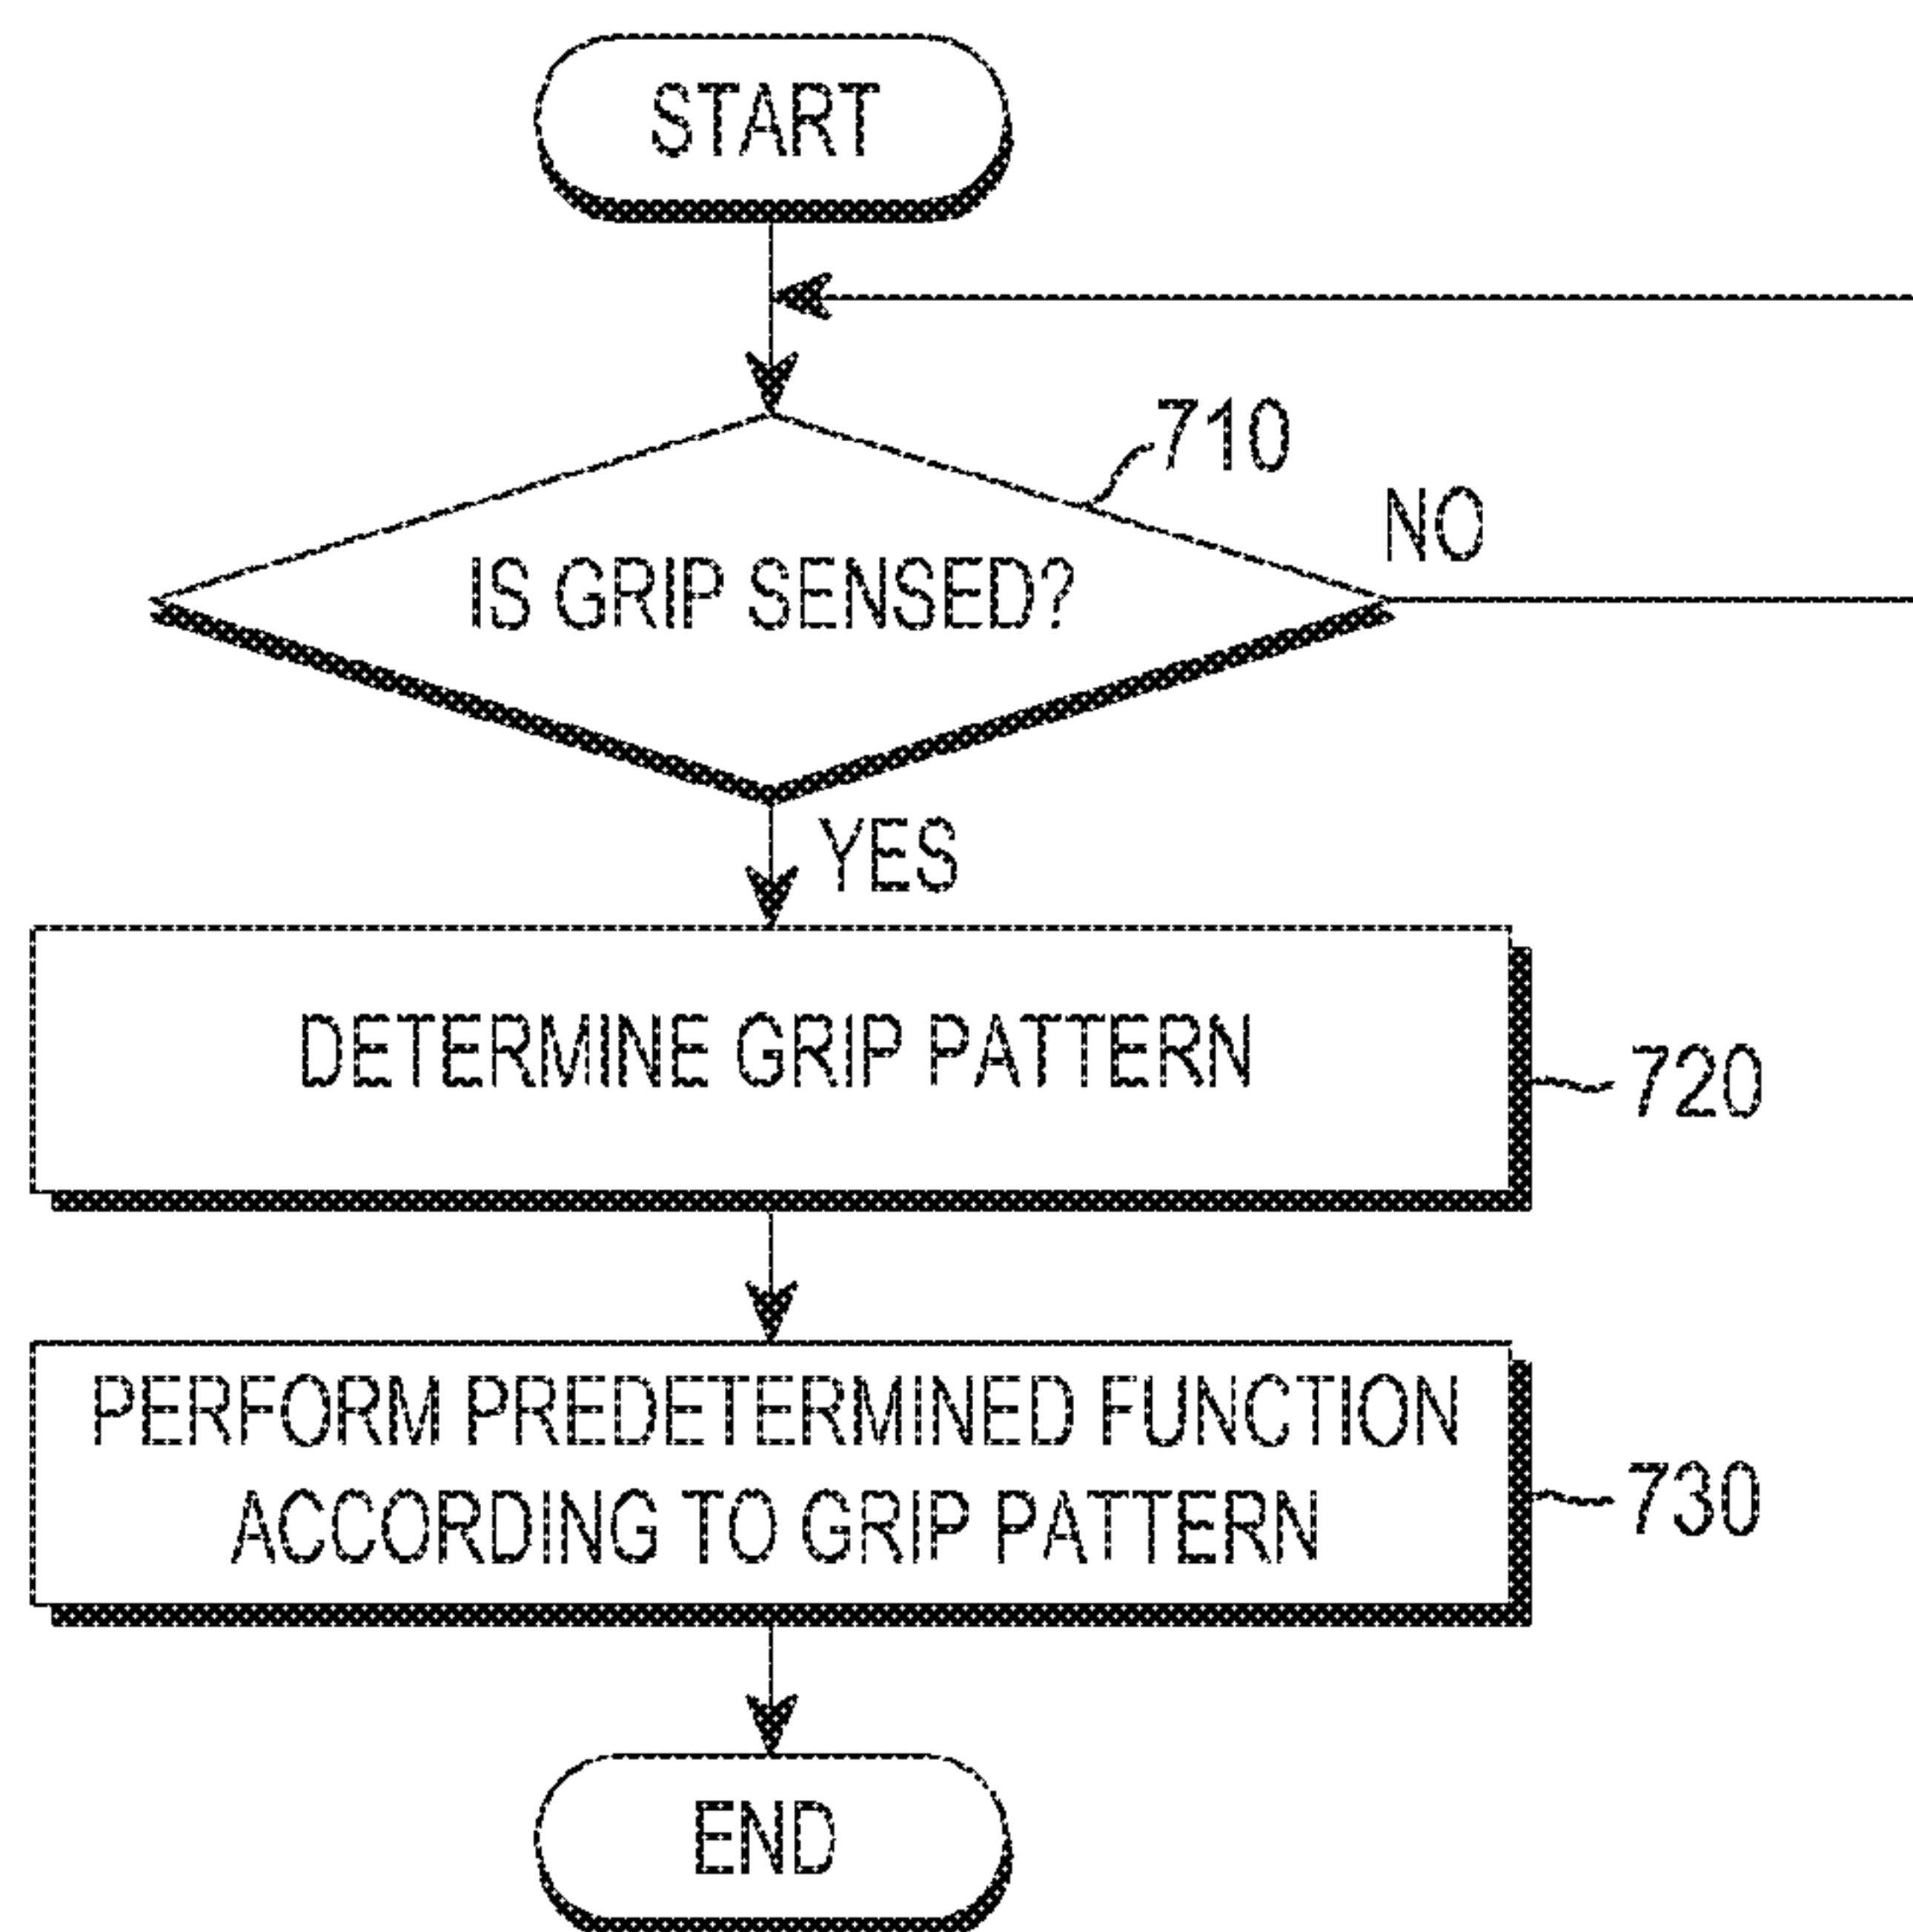 START
710
NO
IS GRIP SENSED?
YES
DETERMINE GRIP PATTERN
720
PERFORM PREDETERMINED FUNCTION
ACCORDING TO GRIP PATTERN
730
END